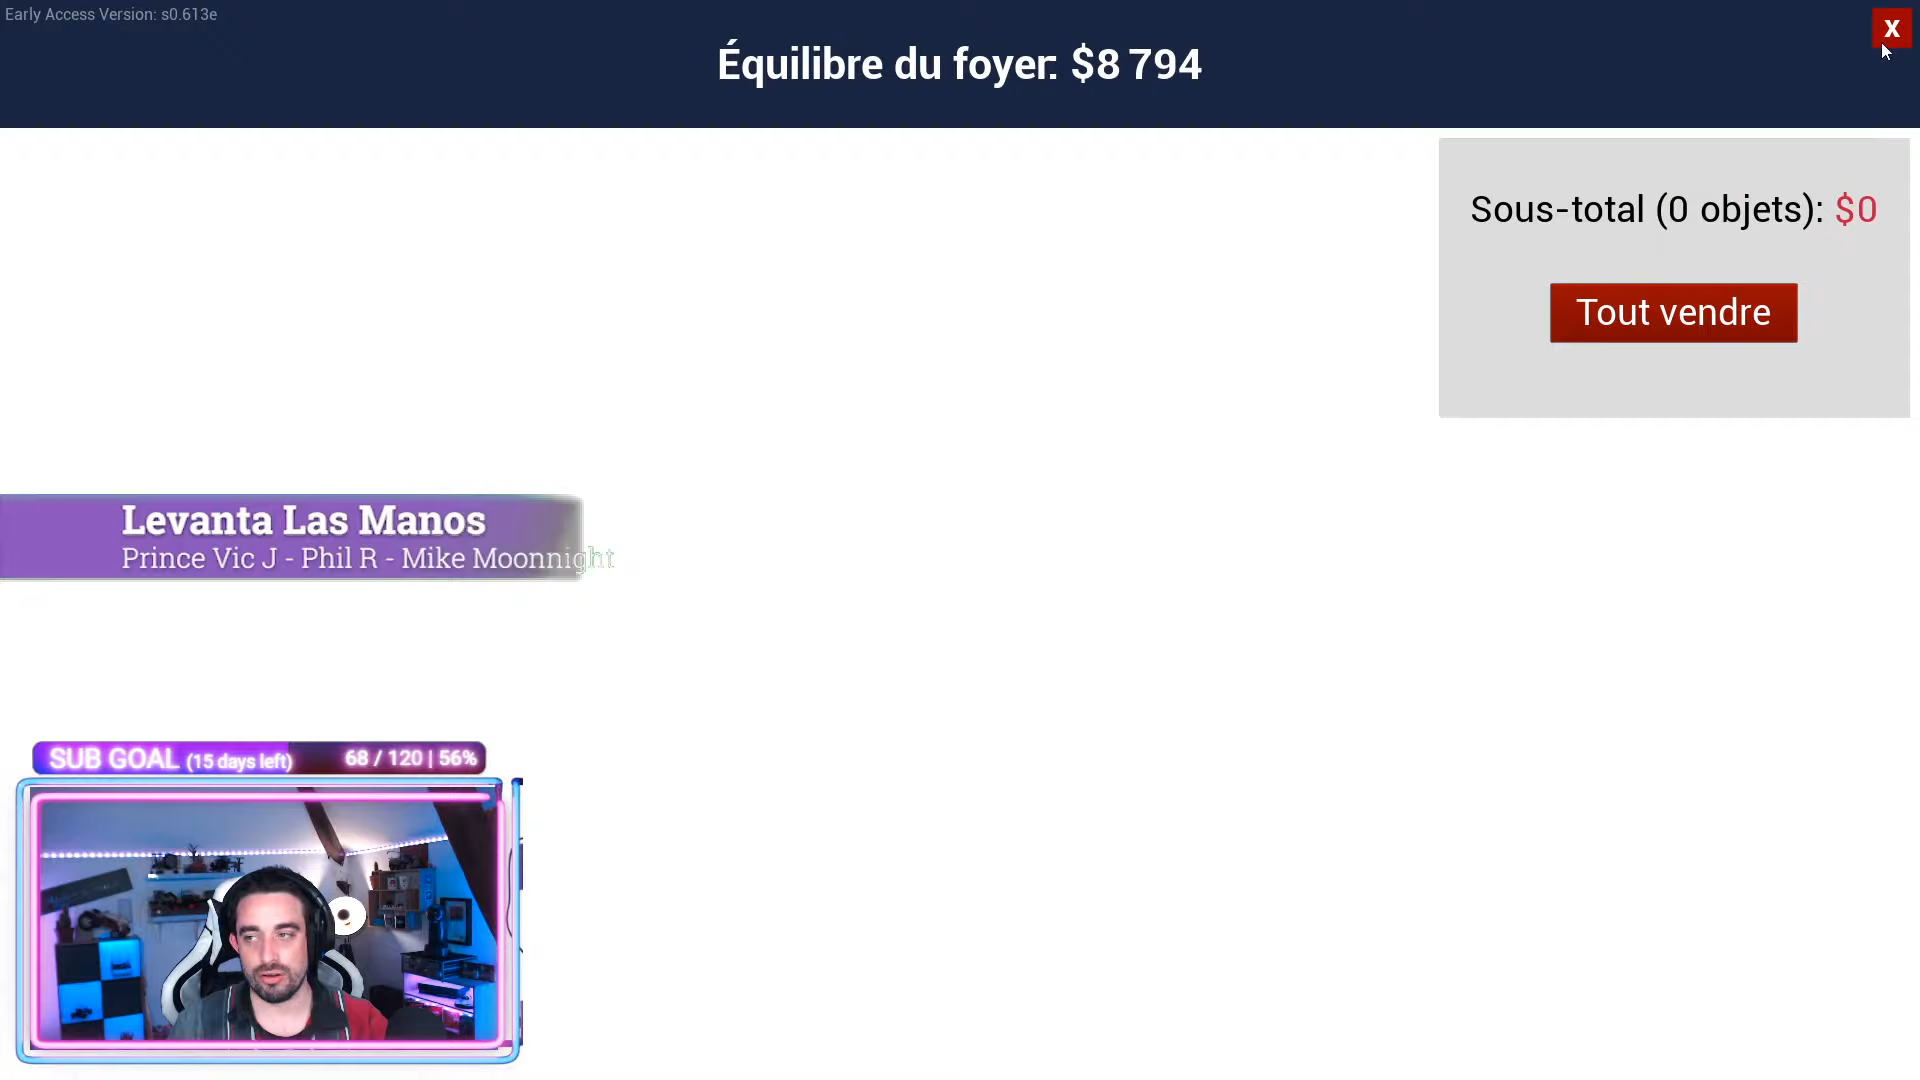 Early Access Version: s0.613e
X
Équilibre du foyer: $8 794
Sous-total (0 objets): $0
Tout vendre
Levanta Las Manos
Prince Vic J - Phil R - Mike Moonnight
SUB GOAL (15 days left) 68 / 120 | 56%